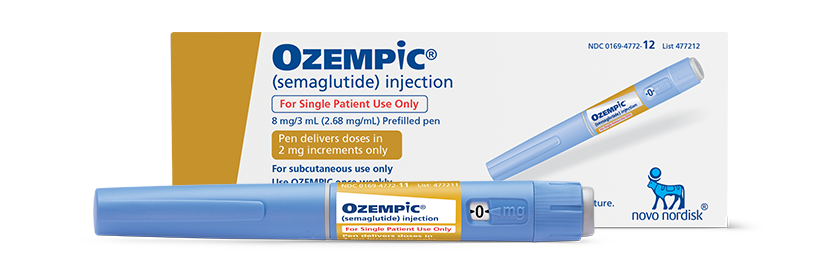 NDC 0169-4772-12 List 477212
OZEMPIC®
(semaglutide) injection
For Single Patient Use Only
8 mg/3 mL (2.68 mg/mL) Prefilled pen
Pen delivers doses in
2 mg increments only
For subcutaneous use only
Use OZEMPIC once weekly
OZEMPIC®
(semaglutide) injection
0
novo nordisk®
NDC 0169-4772-11 List: 477211
OZEMPIC®
(semaglutide) injection
For Single Patient Use Only
Pen delivers doses in
0 mg